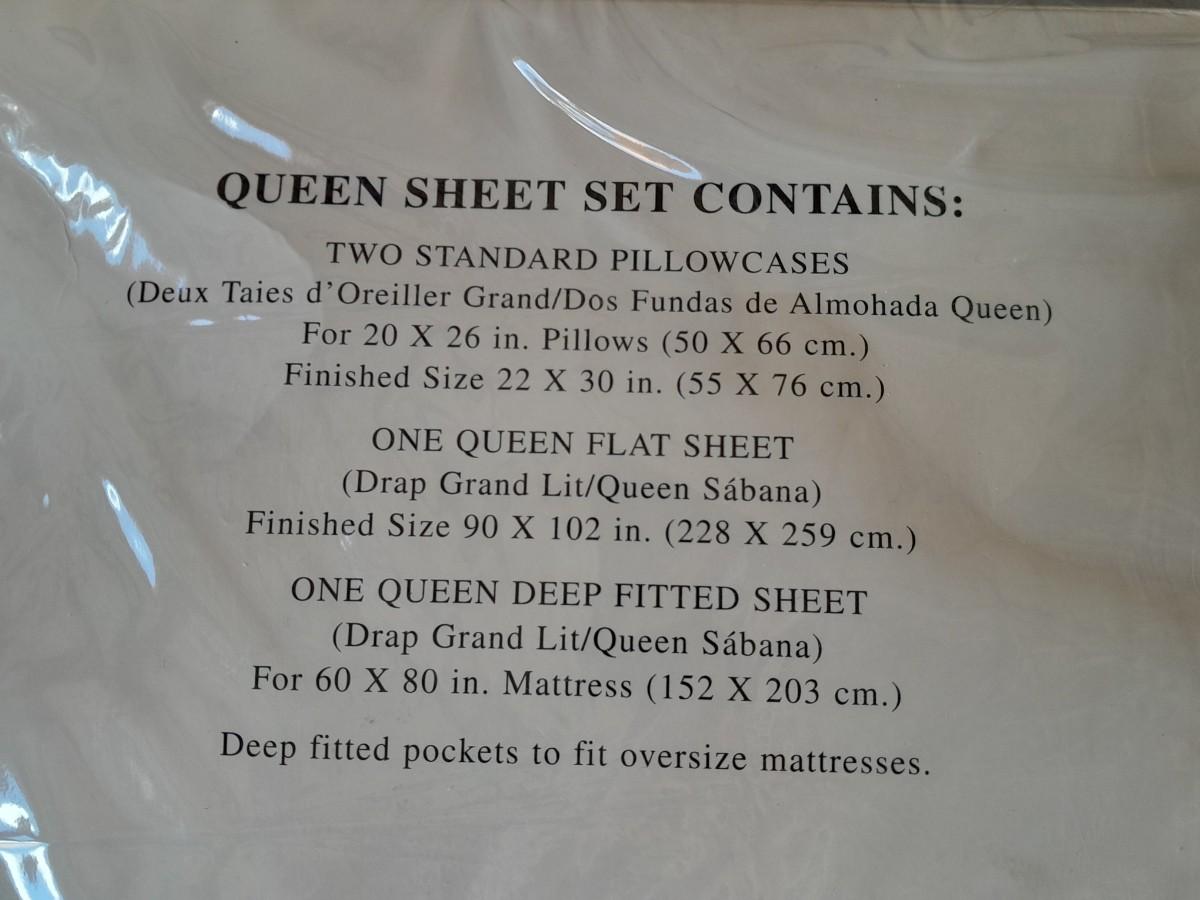 QUEEN SHEET SET CONTAINS:
TWO STANDARD PILLOWCASES
(Deux Taies d'Oreiller Grand/Dos Fundas de Almohada Queen)
For 20 X 26 in. Pillows (50 X 66 cm.)
Finished Size 22 X 30 in. (55 X 76 cm.)
ONE QUEEN FLAT SHEET
(Drap Grand Lit/Queen Sábana)
Finished Size 90 X 102 in. (228 X 259 cm.)
ONE QUEEN DEEP FITTED SHEET
(Drap Grand Lit/Queen Sábana)
For 60 X 80 in. Mattress (152 X 203 cm.)
Deep fitted pockets to fit oversize mattresses.